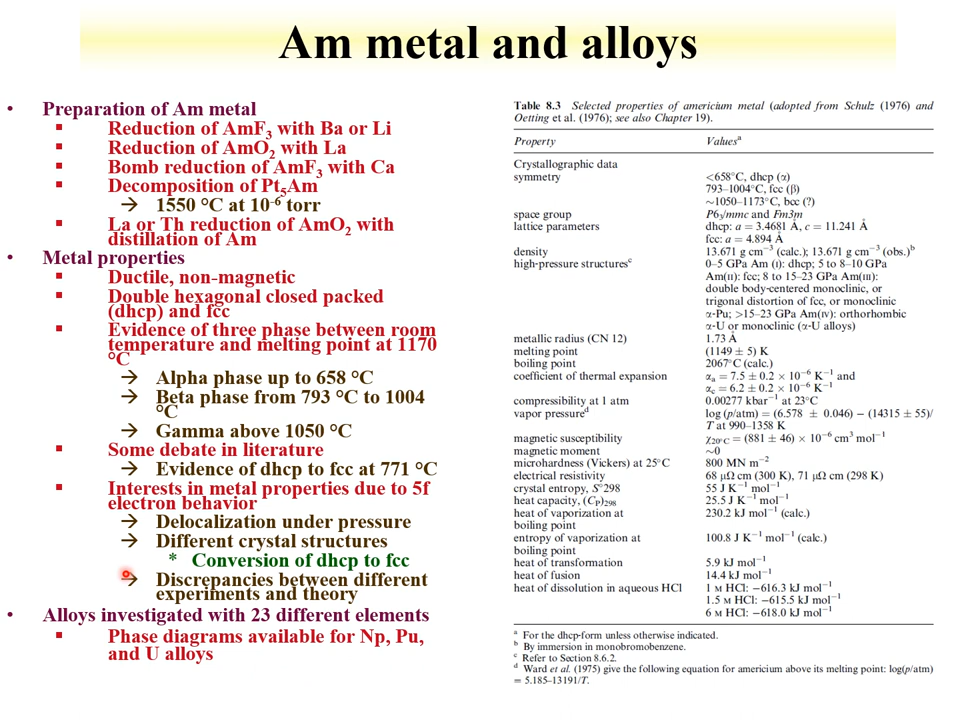 Am metal and alloys
• Preparation of Am metal
▪ Reduction of AmF₃ with Ba or Li
▪ Reduction of AmO₂ with La
▪ Bomb reduction of AmF₃ with Ca
▪ Decomposition of Pt₅Am
→ 1550 °C at 10⁻⁶ torr
▪ La or Th reduction of AmO₂ with
distillation of Am
• Metal properties
▪ Ductile, non-magnetic
▪ Double hexagonal closed packed
(dhcp) and fcc
▪ Evidence of three phase between room
temperature and melting point at 1170
°C
→ Alpha phase up to 658 °C
→ Beta phase from 793 °C to 1004
°C
→ Gamma above 1050 °C
▪ Some debate in literature
→ Evidence of dhcp to fcc at 771 °C
▪ Interests in metal properties due to 5f
electron behavior
→ Delocalization under pressure
→ Different crystal structures
* Conversion of dhcp to fcc
→ Discrepancies between different
experiments and theory
• Alloys investigated with 23 different elements
▪ Phase diagrams available for Np, Pu,
and U alloys
Table 8.3 Selected properties of americium metal (adopted from Schulz (1976) and
Oetting et al. (1976); see also Chapter 19).
Property Valuesᵃ
Crystallographic data
symmetry <658°C, dhcp (α)
793–1004°C, fcc (β)
~1050–1173°C, bcc (?)
space group P6₃/mmc and Fm3m
lattice parameters dhcp: a = 3.4681 Å, c = 11.241 Å
fcc: a = 4.894 Å
density 13.671 g cm⁻³ (calc.); 13.671 g cm⁻³ (obs.)ᵇ
high-pressure structuresᶜ 0–5 GPa Am (I): dhcp; 5 to 8–10 GPa
Am(II): fcc; 8 to 15–23 GPa Am(III):
double body-centered monoclinic, or
trigonal distortion of fcc, or monoclinic
α-Pu; >15–23 GPa Am(IV): orthorhombic
α-U or monoclinic (α-U alloys)
metallic radius (CN 12) 1.73 Å
melting point (1149 ± 5) K
boiling point 2067°C (calc.)
coefficient of thermal expansion αₐ = 7.5 ± 0.2 × 10⁻⁶ K⁻¹ and
α_c = 6.2 ± 0.2 × 10⁻⁶ K⁻¹
compressibility at 1 atm 0.00277 kbar⁻¹ at 23°C
vapor pressureᵈ log (p/atm) = (6.578 ± 0.046) − (14315 ± 55)/
T at 990–1358 K
magnetic susceptibility χ₂₀°C = (881 ± 46) × 10⁻⁶ cm³ mol⁻¹
magnetic moment ~0
microhardness (Vickers) at 25°C 800 MN m⁻²
electrical resistivity 68 μΩ cm (300 K), 71 μΩ cm (298 K)
crystal entropy, S°298 55 J K⁻¹ mol⁻¹
heat capacity, (C_P)₂₉₈ 25.5 J K⁻¹ mol⁻¹
heat of vaporization at 230.2 kJ mol⁻¹ (calc.)
boiling point
entropy of vaporization at 100.8 J K⁻¹ mol⁻¹ (calc.)
boiling point
heat of transformation 5.9 kJ mol⁻¹
heat of fusion 14.4 kJ mol⁻¹
heat of dissolution in aqueous HCl 1 M HCl: −616.3 kJ mol⁻¹
1.5 M HCl: −615.5 kJ mol⁻¹
6 M HCl: −618.0 kJ mol⁻¹
ᵃ For the dhcp-form unless otherwise indicated.
ᵇ By immersion in monobromobenzene.
ᶜ Refer to Section 8.6.2.
ᵈ Ward et al. (1975) give the following equation for americium above its melting point: log(p/atm)
= 5.185–13191/T.